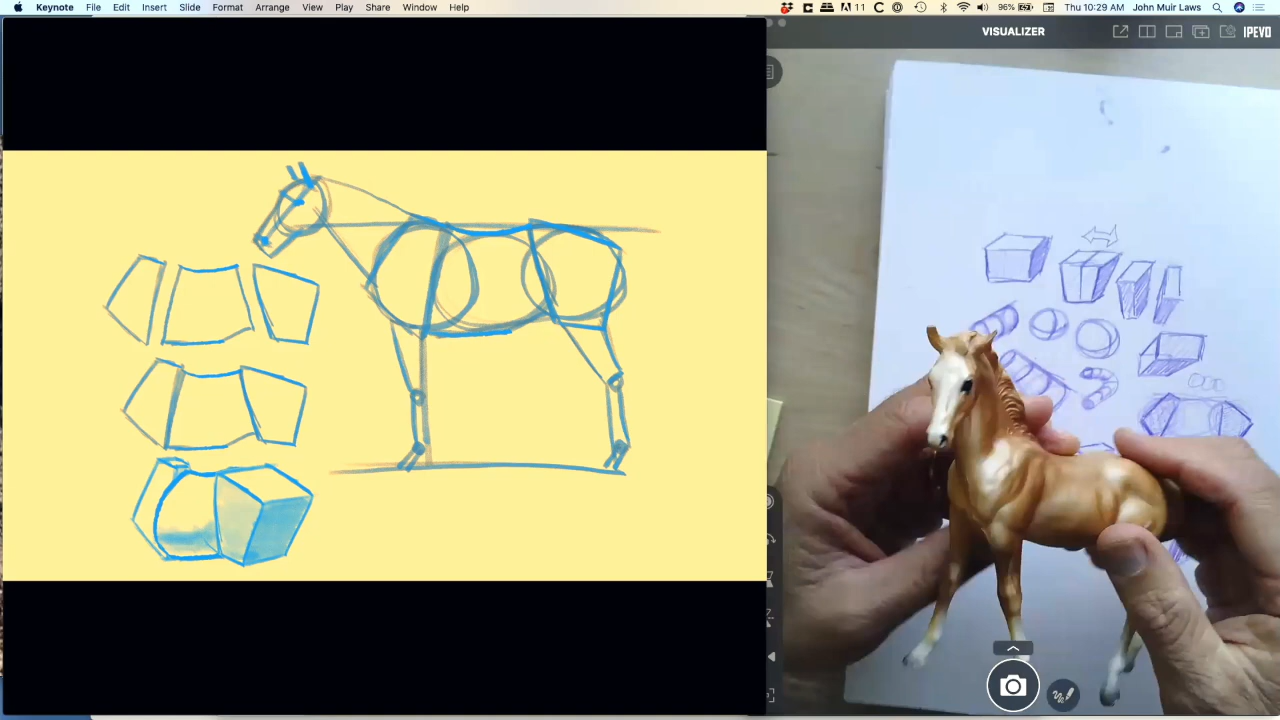 Keynote File Edit Insert Slide Format Arrange View Play Share Window Help 11 96% Thu 10:29 AM John Muir Laws
VISUALIZER IPEVO